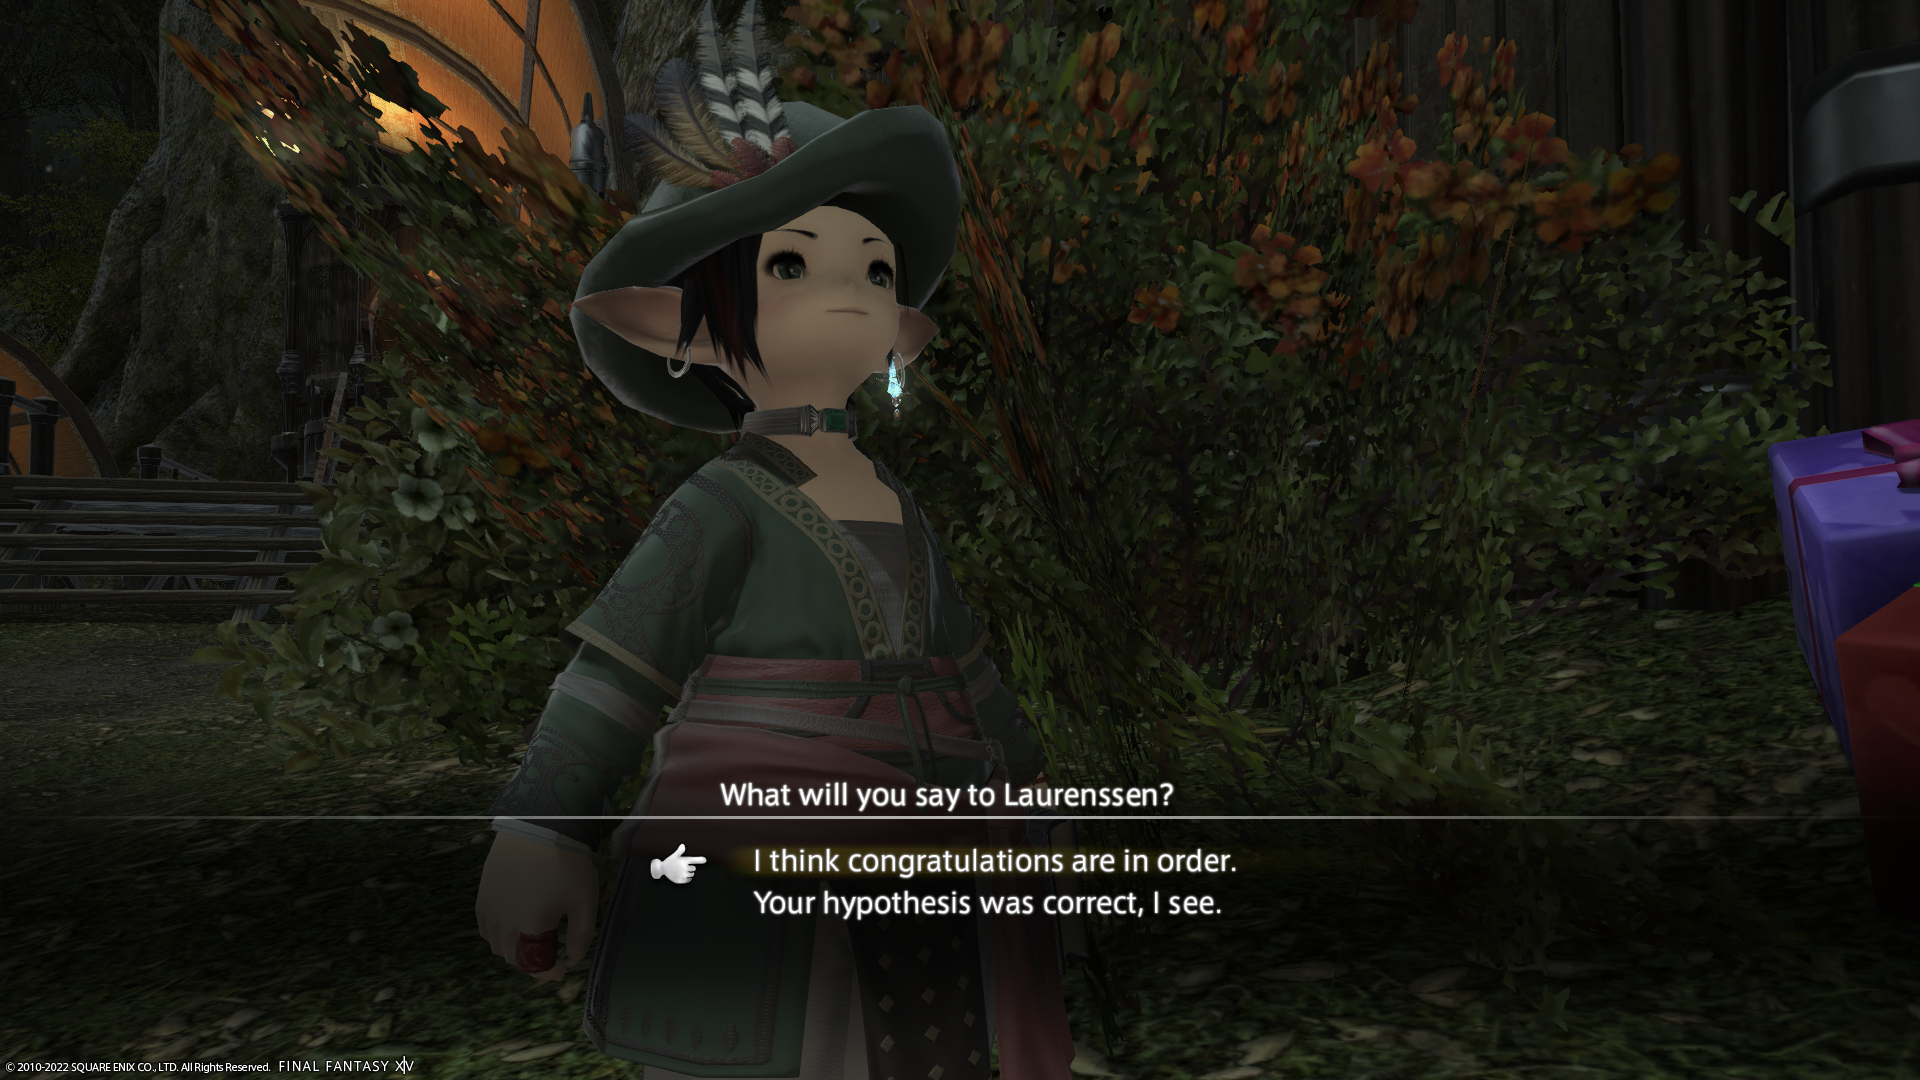 What will you say to Laurenssen?
I think congratulations are in order.
Your hypothesis was correct, I see.
© 2010-2022 SQUARE ENIX CO., LTD. All Rights Reserved. FINAL FANTASY XIV